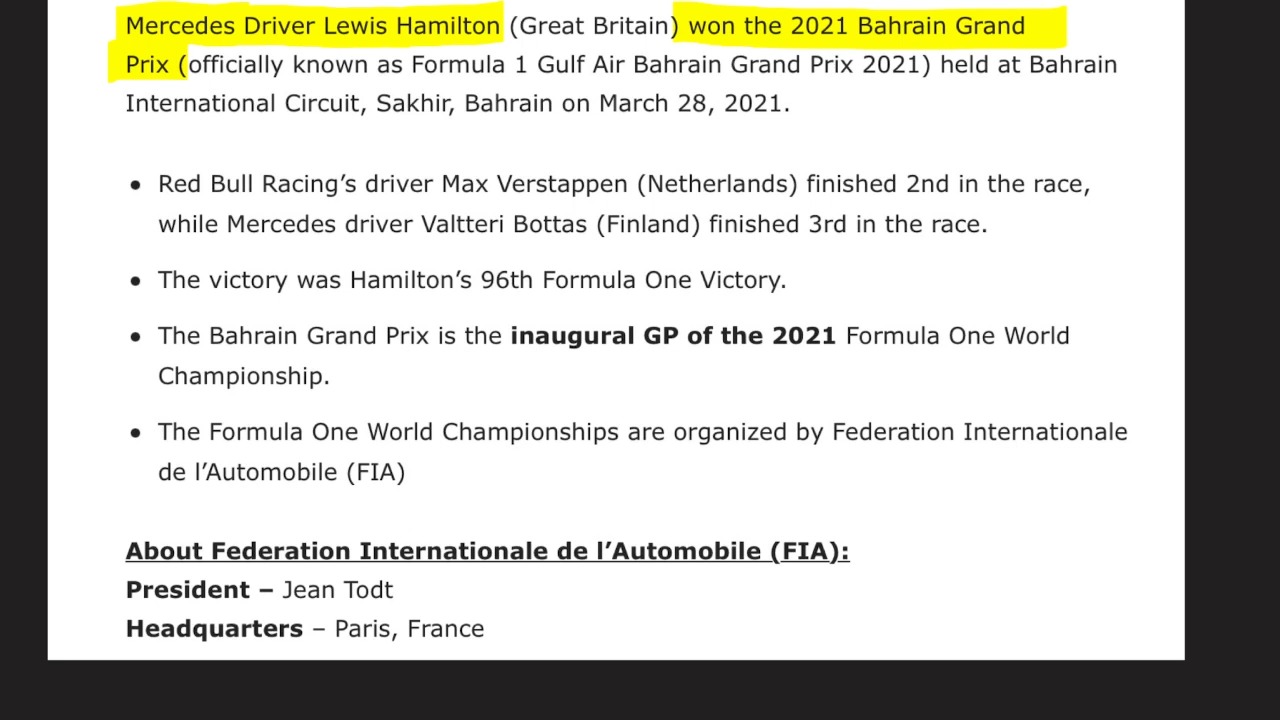 Mercedes Driver Lewis Hamilton (Great Britain) won the 2021 Bahrain Grand
Prix (officially known as Formula 1 Gulf Air Bahrain Grand Prix 2021) held at Bahrain
International Circuit, Sakhir, Bahrain on March 28, 2021.
• Red Bull Racing’s driver Max Verstappen (Netherlands) finished 2nd in the race,
while Mercedes driver Valtteri Bottas (Finland) finished 3rd in the race.
• The victory was Hamilton’s 96th Formula One Victory.
• The Bahrain Grand Prix is the inaugural GP of the 2021 Formula One World
Championship.
• The Formula One World Championships are organized by Federation Internationale
de l’Automobile (FIA)
About Federation Internationale de l’Automobile (FIA):
President – Jean Todt
Headquarters – Paris, France